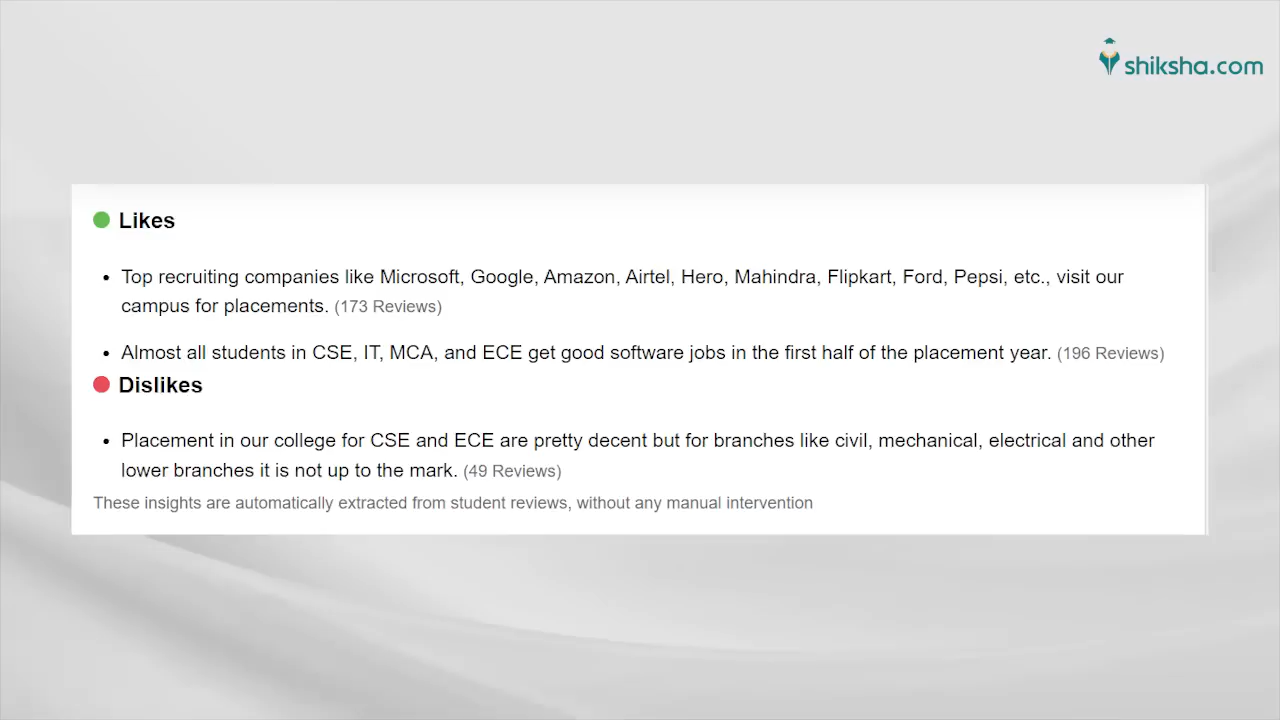 shiksha.com
Likes
• Top recruiting companies like Microsoft, Google, Amazon, Airtel, Hero, Mahindra, Flipkart, Ford, Pepsi, etc., visit our
campus for placements. (173 Reviews)
• Almost all students in CSE, IT, MCA, and ECE get good software jobs in the first half of the placement year. (196 Reviews)
Dislikes
• Placement in our college for CSE and ECE are pretty decent but for branches like civil, mechanical, electrical and other
lower branches it is not up to the mark. (49 Reviews)
These insights are automatically extracted from student reviews, without any manual intervention